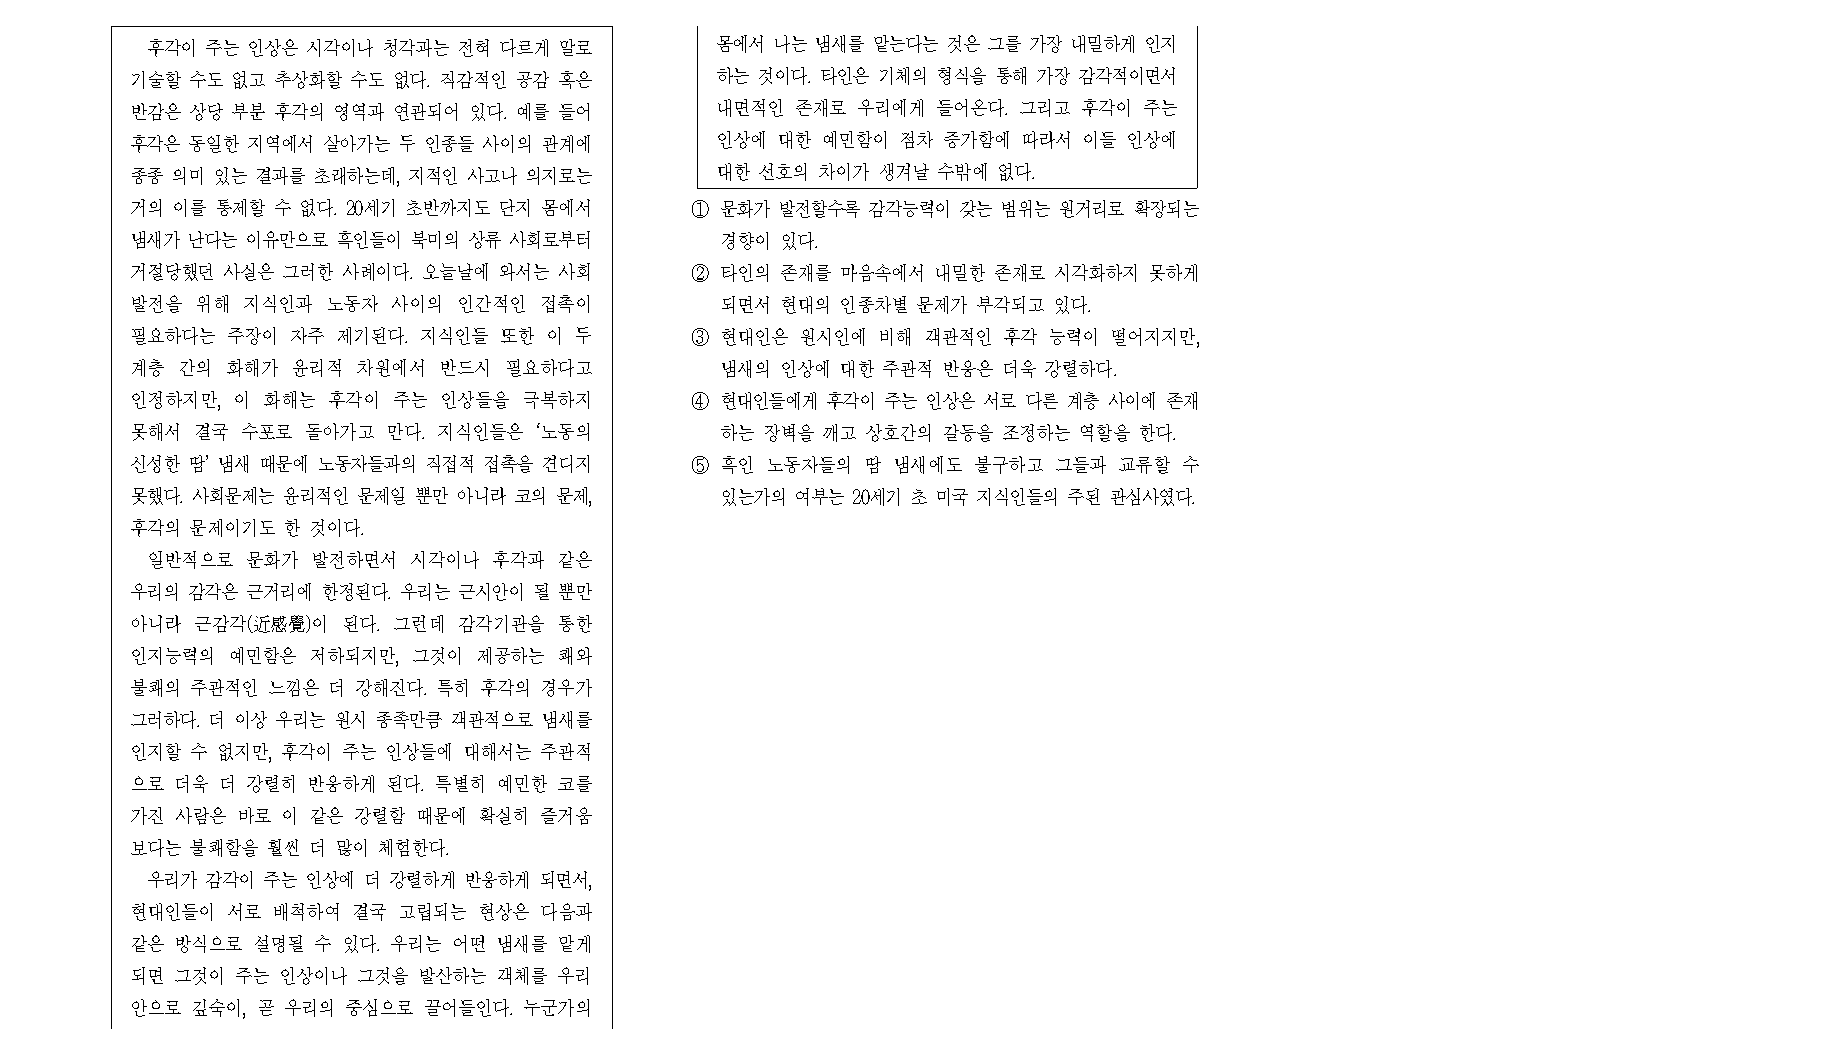 후각이 주는 인상은 시각이나 청각과는 전혀 다르게 말로
기술할 수도 없고 추상화할 수도 없다. 직감적인 공감 혹은
반감은 상당 부분 후각의 영역과 연관되어 있다. 예를 들어
후각은 동일한 지역에서 살아가는 두 인종들 사이의 관계에
종종 의미 있는 결과를 초래하는데, 지적인 사고나 의지로는
거의 이를 통제할 수 없다. 20세기 초반까지도 단지 몸에서
냄새가 난다는 이유만으로 흑인들이 북미의 상류 사회로부터
거절당했던 사실은 그러한 사례이다. 오늘날에 와서는 사회
발전을 위해 지식인과 노동자 사이의 인간적인 접촉이
필요하다는 주장이 자주 제기된다. 지식인들 또한 이 두
계층 간의 화해가 윤리적 차원에서 반드시 필요하다고
인정하지만, 이 화해는 후각이 주는 인상들을 극복하지
못해서 결국 수포로 돌아가고 만다. 지식인들은 ‘노동의
신성한 땀’ 냄새 때문에 노동자들과의 직접적 접촉을 견디지
못했다. 사회문제는 윤리적인 문제일 뿐만 아니라 코의 문제,
후각의 문제이기도 한 것이다.
일반적으로 문화가 발전하면서 시각이나 후각과 같은
우리의 감각은 근거리에 한정된다. 우리는 근시안이 될 뿐만
아니라 근감각(近感覺)이 된다. 그런데 감각기관을 통한
인지능력의 예민함은 저하되지만, 그것이 제공하는 쾌와
불쾌의 주관적인 느낌은 더 강해진다. 특히 후각의 경우가
그러하다. 더 이상 우리는 원시 종족만큼 객관적으로 냄새를
인지할 수 없지만, 후각이 주는 인상들에 대해서는 주관적
으로 더욱 더 강렬히 반응하게 된다. 특별히 예민한 코를
가진 사람은 바로 이 같은 강렬함 때문에 확실히 즐거움
보다는 불쾌함을 훨씬 더 많이 체험한다.
우리가 감각이 주는 인상에 더 강렬하게 반응하게 되면서,
현대인들이 서로 배척하여 결국 고립되는 현상은 다음과
같은 방식으로 설명될 수 있다. 우리는 어떤 냄새를 맡게
되면 그것이 주는 인상이나 그것을 발산하는 객체를 우리
안으로 깊숙이, 곧 우리의 중심으로 끌어들인다. 누군가의
몸에서 나는 냄새를 맡는다는 것은 그를 가장 내밀하게 인지
하는 것이다. 타인은 기체의 형식을 통해 가장 감각적이면서
내면적인 존재로 우리에게 들어온다. 그리고 후각이 주는
인상에 대한 예민함이 점차 증가함에 따라서 이들 인상에
대한 선호의 차이가 생겨날 수밖에 없다.
① 문화가 발전할수록 감각능력이 갖는 범위는 원거리로 확장되는
경향이 있다.
② 타인의 존재를 마음속에서 내밀한 존재로 시각화하지 못하게
되면서 현대의 인종차별 문제가 부각되고 있다.
③ 현대인은 원시인에 비해 객관적인 후각 능력이 떨어지지만,
냄새의 인상에 대한 주관적 반응은 더욱 강렬하다.
④ 현대인들에게 후각이 주는 인상은 서로 다른 계층 사이에 존재
하는 장벽을 깨고 상호간의 갈등을 조정하는 역할을 한다.
⑤ 흑인 노동자들의 땀 냄새에도 불구하고 그들과 교류할 수
있는가의 여부는 20세기 초 미국 지식인들의 주된 관심사였다.